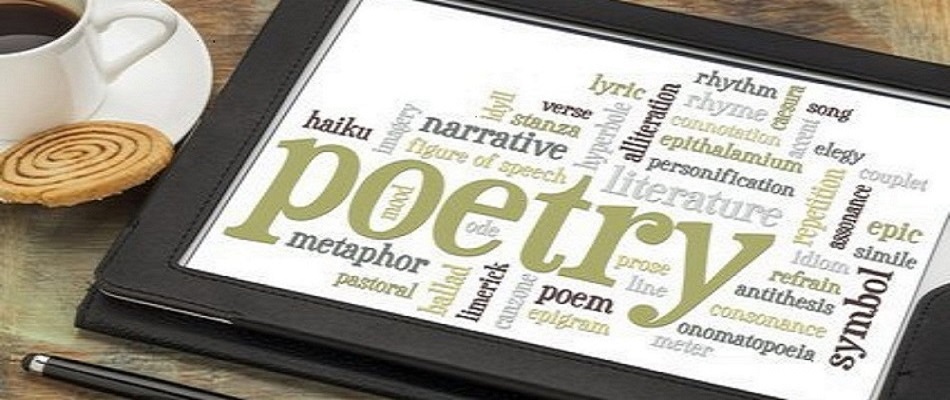 rhythm
lyric
rhyme
caesura
song
idyll
verse
stanza
hyperbole
alliteration
connotation
accent
haiku
imagery
narrative
epithalamium
elegy
figure of speech
personification
couplet
poetry
mood
ode
literature
repetition
assonance
epic
simile
metaphor
prose
idiom
pastoral
ballad
limerick
canzone
poem
line
refrain
antithesis
symbol
epigram
consonance
onomatopoeia
meter